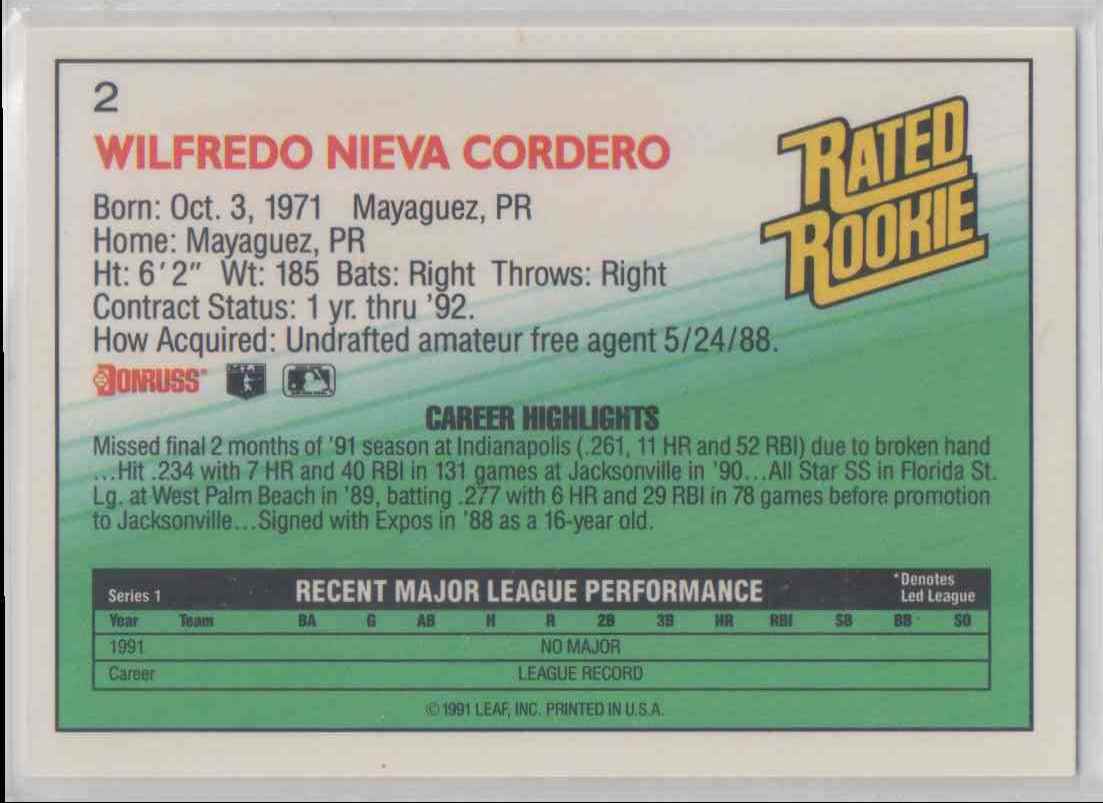 2
WILFREDO NIEVA CORDERO
RATED
ROOKIE
Born: Oct. 3, 1971 Mayaguez, PR
Home: Mayaguez, PR
Ht: 6'2" Wt: 185 Bats: Right Throws: Right
Contract Status: 1 yr. thru '92.
How Acquired: Undrafted amateur free agent 5/24/88.
DONRUSS
CAREER HIGHLIGHTS
Missed final 2 months of '91 season at Indianapolis (.261, 11 HR and 52 RBI) due to broken hand
...Hit .234 with 7 HR and 40 RBI in 131 games at Jacksonville in '90...All Star SS in Florida St.
Lg. at West Palm Beach in '89, batting .277 with 6 HR and 29 RBI in 78 games before promotion
to Jacksonville...Signed with Expos in '88 as a 16-year old.
Series 1 RECENT MAJOR LEAGUE PERFORMANCE *Denotes
Led League
Year Team BA G AB H R 2B 3B HR RBI SB BB SO
1991 NO MAJOR
Career LEAGUE RECORD
© 1991 LEAF, INC. PRINTED IN U.S.A.